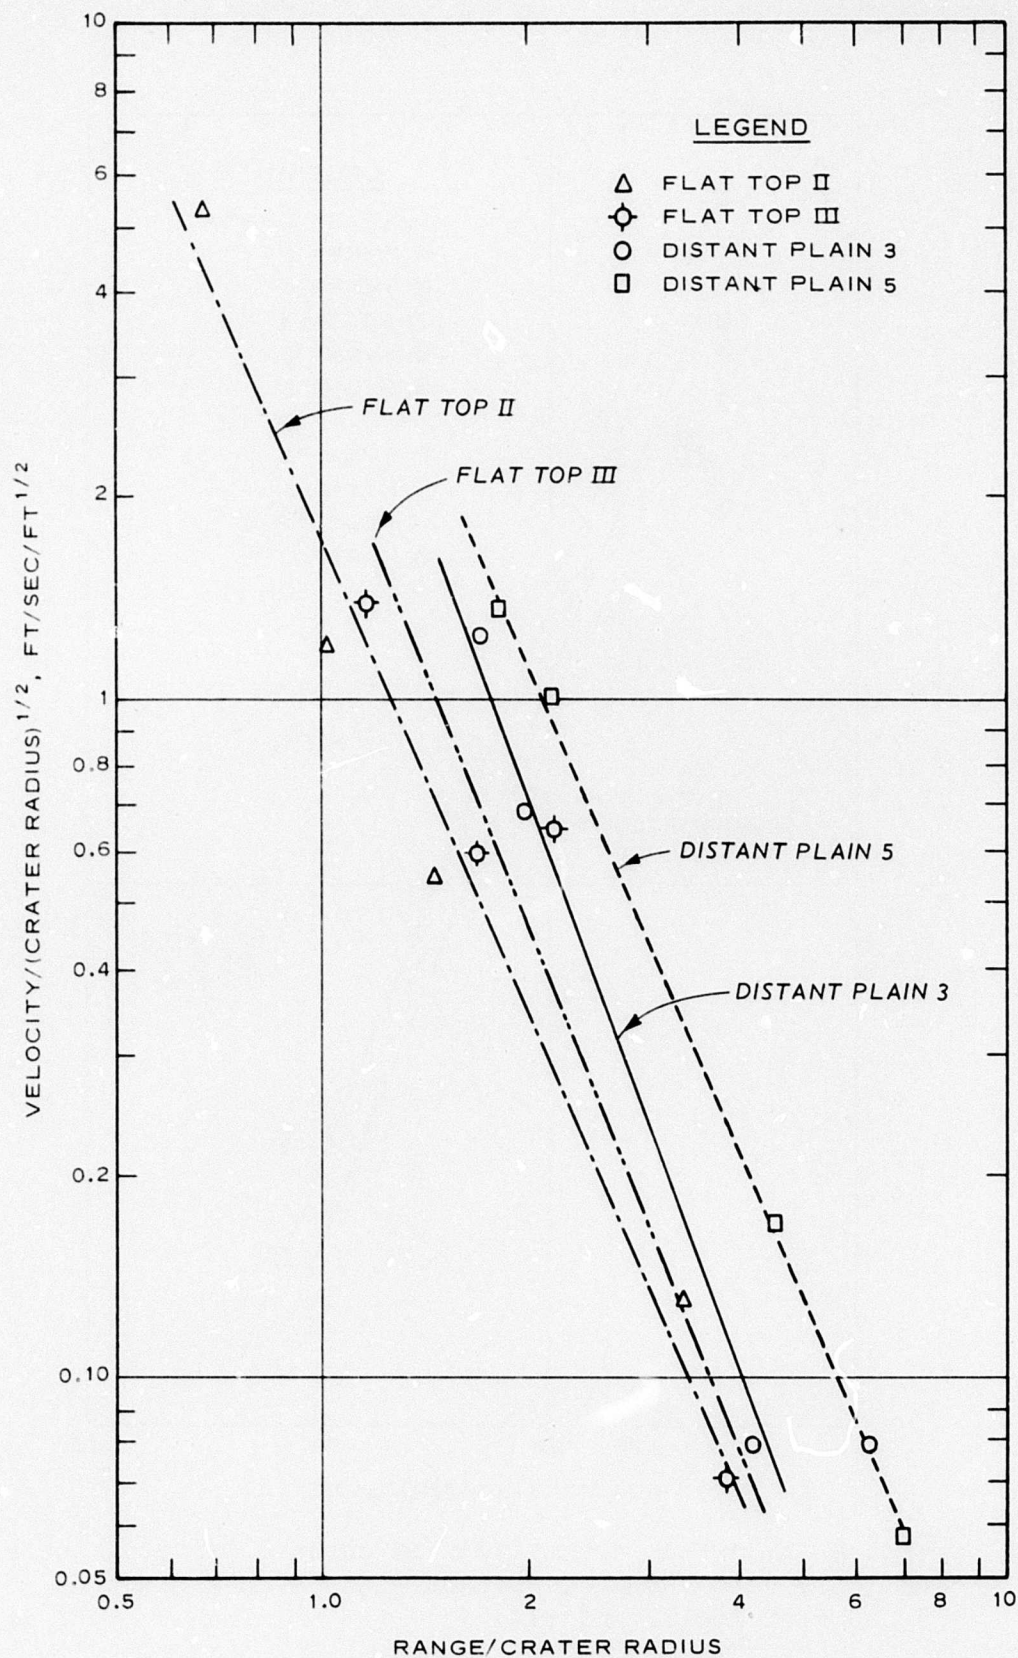 10
8
6
4
2
1
0.8
0.6
0.4
0.2
0.10
0.05
VELOCITY/(CRATER RADIUS)1/2, FT/SEC/FT1/2
LEGEND
FLAT TOP II
FLAT TOP III
DISTANT PLAIN 3
DISTANT PLAIN 5
FLAT TOP II
FLAT TOP III
DISTANT PLAIN 5
DISTANT PLAIN 3
0.5 1.0 2 4 6 8 10
RANGE/CRATER RADIUS